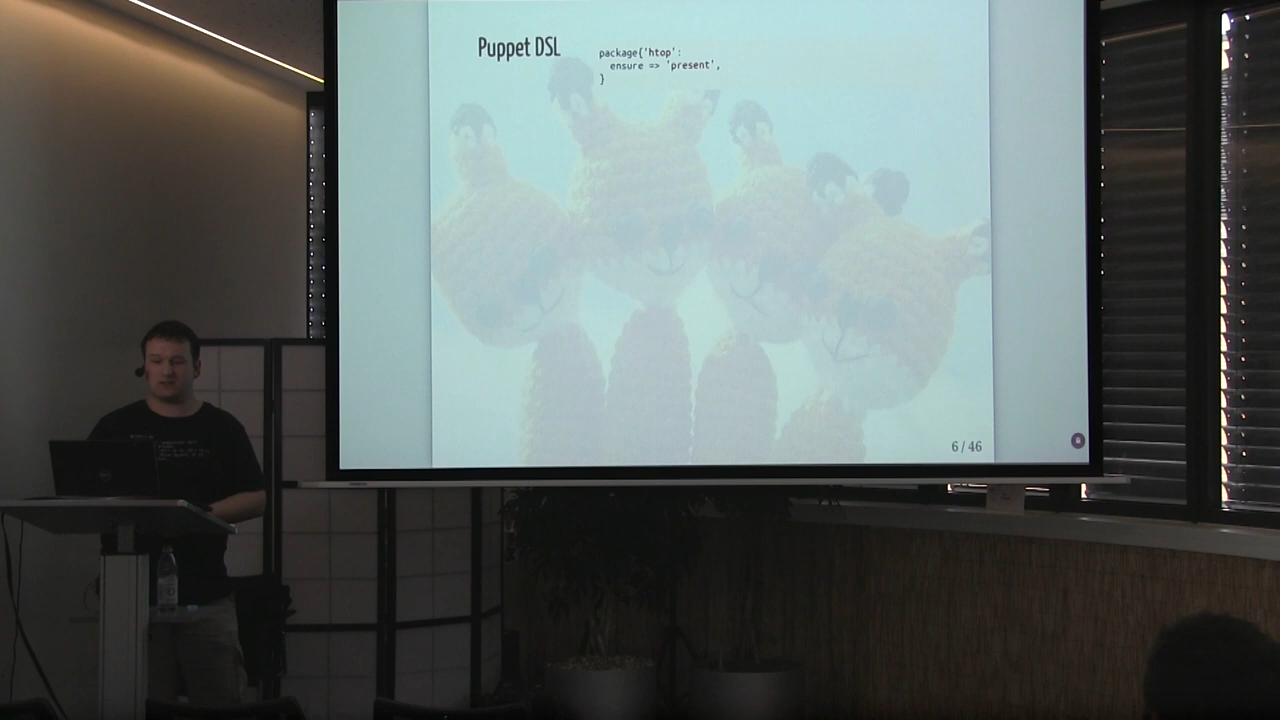 Puppet DSL
package{'htop':
  ensure => 'present',
}
6 / 46